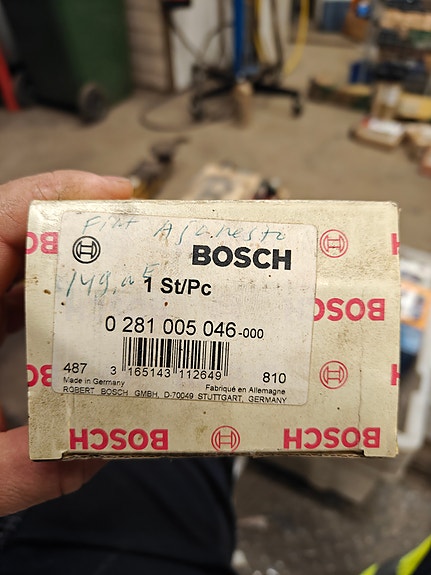 Fiat
BOSCH
1 St/Pc
0 281 005 046-000
487 3 165143 112649 810
Made in Germany Fabriqué en Allemagne
ROBERT BOSCH GMBH, D-70049 STUTTGART, GERMANY
BOSCH BOSCH